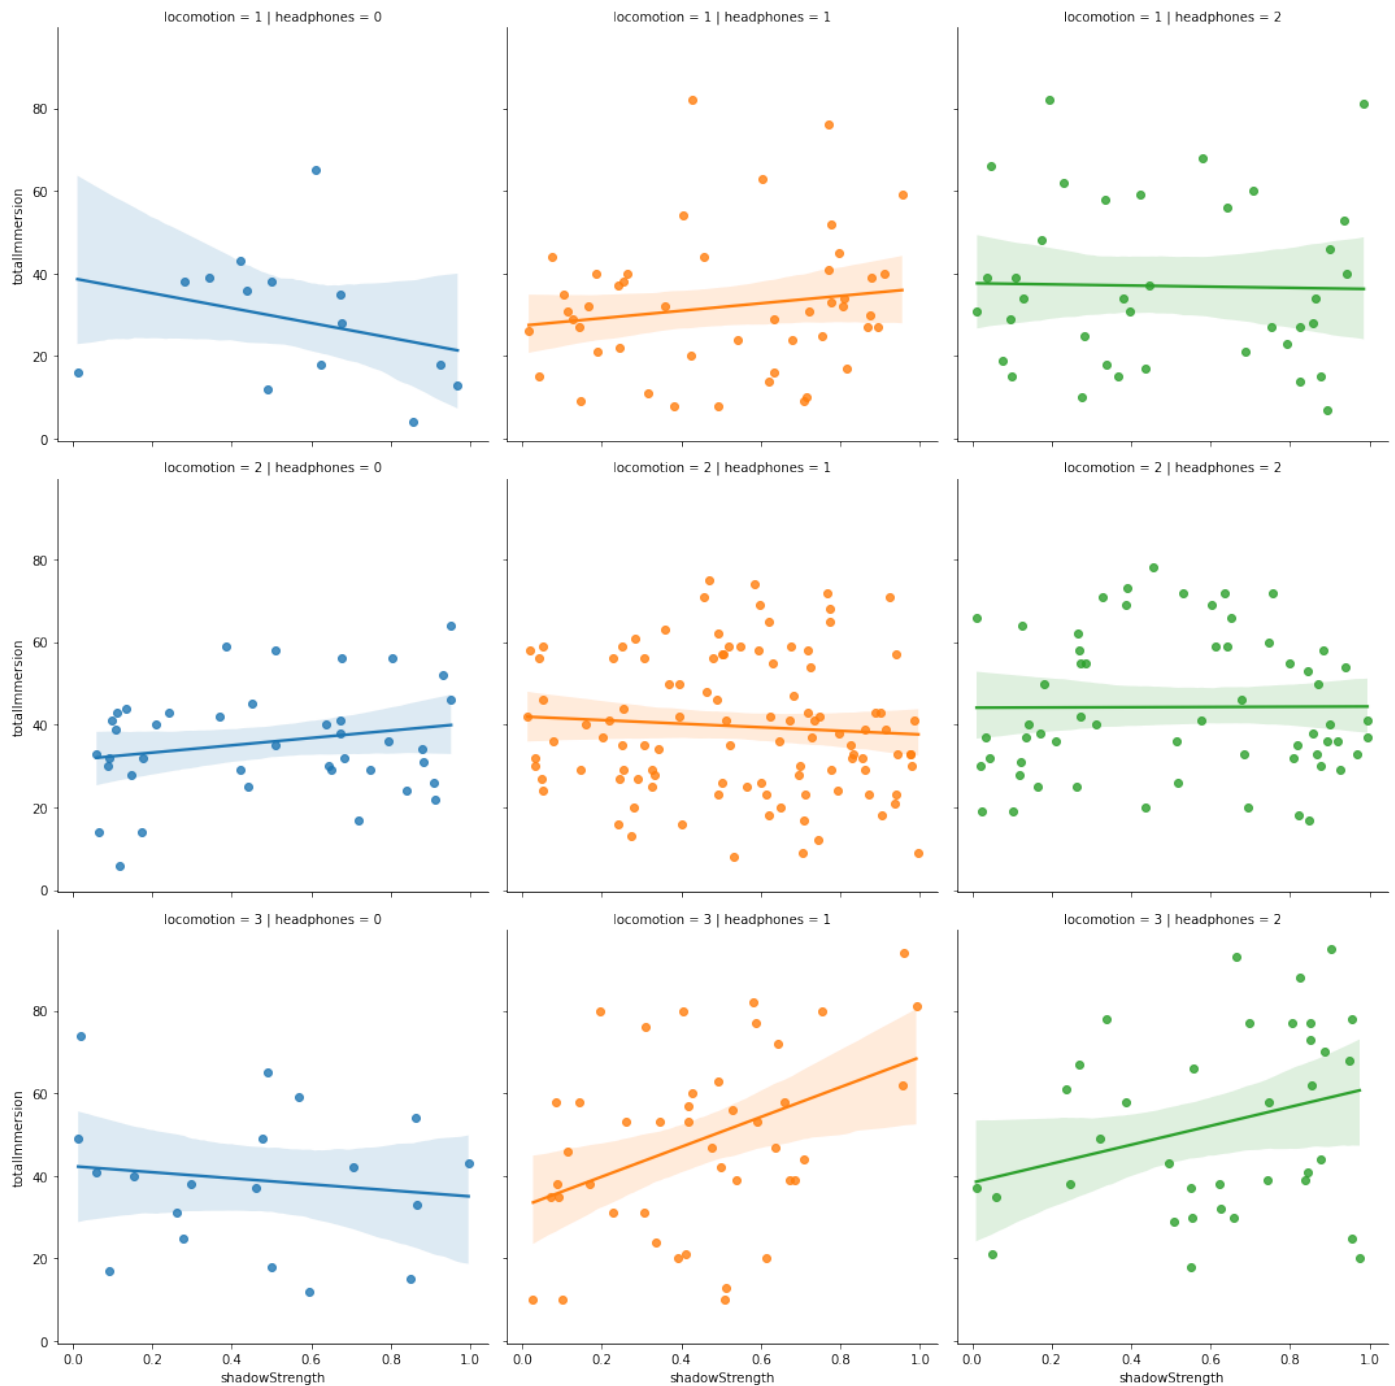 locomotion = 1 | headphones = 0
locomotion = 1 | headphones = 1
locomotion = 1 | headphones = 2
80
60
40
20
0
totalImmersion
locomotion = 2 | headphones = 0
locomotion = 2 | headphones = 1
locomotion = 2 | headphones = 2
80
60
40
20
0
totalImmersion
locomotion = 3 | headphones = 0
locomotion = 3 | headphones = 1
locomotion = 3 | headphones = 2
80
60
40
20
0
totalImmersion
0.0 0.2 0.4 0.6 0.8 1.0
shadowStrength
0.0 0.2 0.4 0.6 0.8 1.0
shadowStrength
0.0 0.2 0.4 0.6 0.8 1.0
shadowStrength